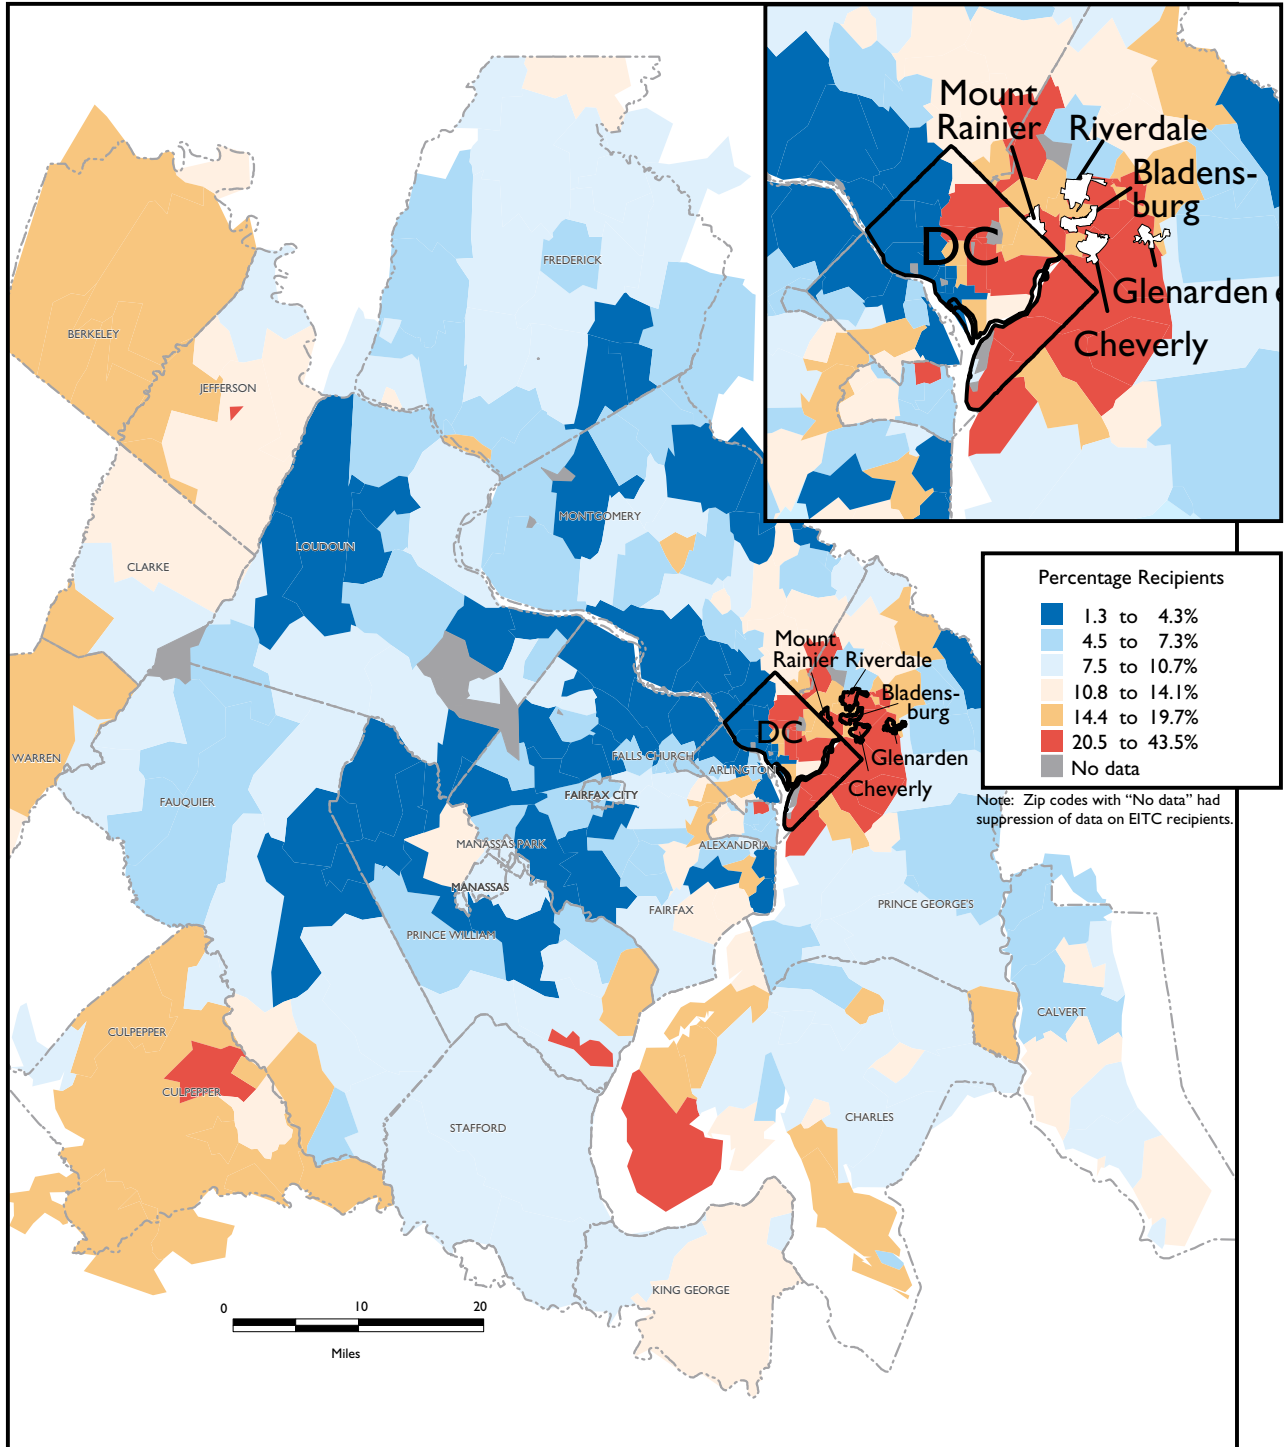 Mount
Rainier
Riverdale
Bladens-
burg
DC
Glenarden
Cheverly
FREDERICK
BERKELEY
JEFFERSON
MONTGOMERY
LOUDOUN
CLARKE
Percentage Recipients
1.3 to 4.3%
4.5 to 7.3%
7.5 to 10.7%
10.8 to 14.1%
14.4 to 19.7%
20.5 to 43.5%
No data
Note: Zip codes with “No data” had
suppression of data on EITC recipients.
Mount
Rainier Riverdale
Bladens-
burg
DC
Glenarden
Cheverly
WARREN
FALLS CHURCH
ARLINGTON
FAUQUIER
FAIRFAX CITY
MANASSAS PARK
ALEXANDRIA
MANASSAS
FAIRFAX
PRINCE GEORGE'S
PRINCE WILLIAM
CULPEPPER
CALVERT
CULPEPPER
CHARLES
STAFFORD
KING GEORGE
0 10 20
Miles